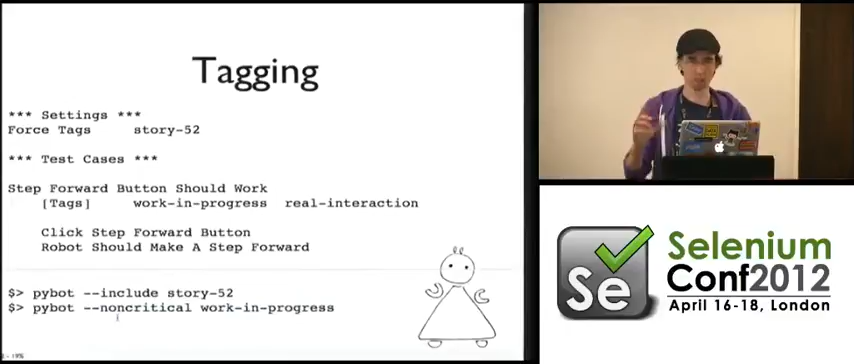 Tagging
*** Settings ***
Force Tags story-52
*** Test Cases ***
Step Forward Button Should Work
[Tags] work-in-progress real-interaction
Click Step Forward Button
Robot Should Make A Step Forward
$> pybot --include story-52
$> pybot --noncritical work-in-progress
Se
Selenium
Conf2012
April 16-18, London